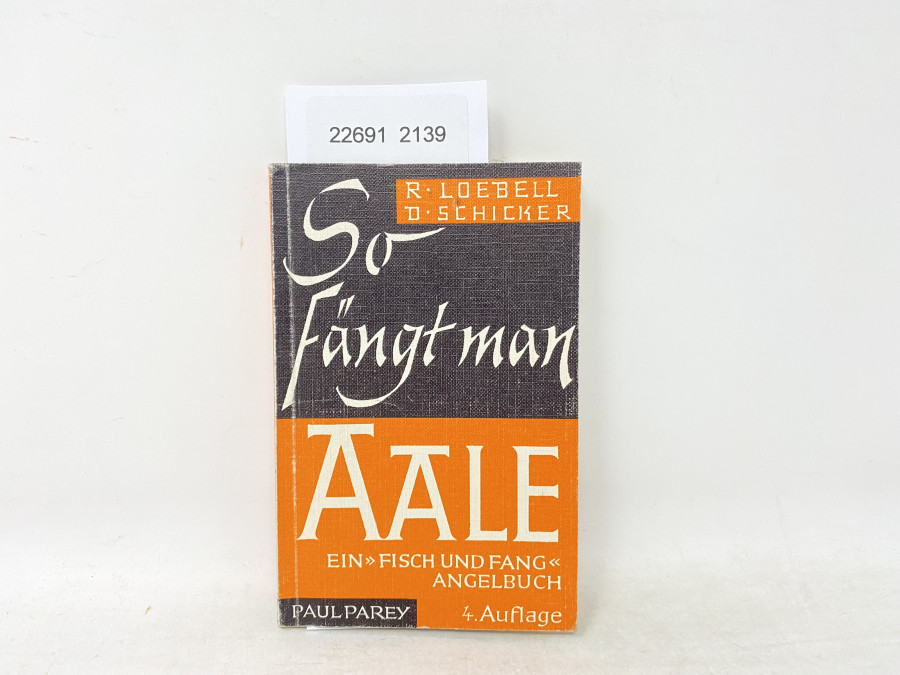 22691 2139
R. LOEBELL
D. SCHICKER
So
fängt man
AALE
EIN »FISCH UND FANG«
ANGELBUCH
PAUL PAREY
4. Auflage